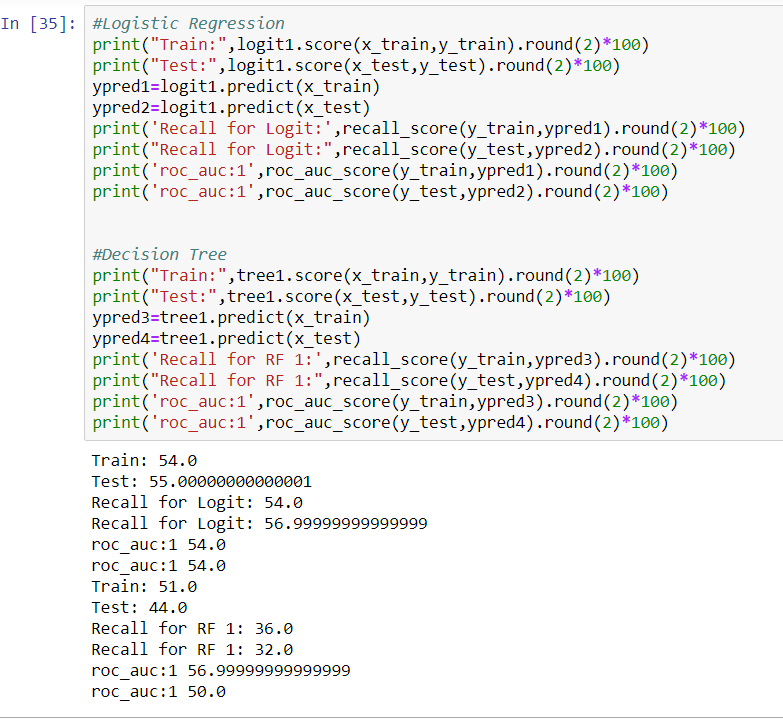 In [35]:
#Logistic Regression
print("Train:",logit1.score(x_train,y_train).round(2)*100)
print("Test:",logit1.score(x_test,y_test).round(2)*100)
ypred1=logit1.predict(x_train)
ypred2=logit1.predict(x_test)
print('Recall for Logit:',recall_score(y_train,ypred1).round(2)*100)
print("Recall for Logit:",recall_score(y_test,ypred2).round(2)*100)
print('roc_auc:1',roc_auc_score(y_train,ypred1).round(2)*100)
print('roc_auc:1',roc_auc_score(y_test,ypred2).round(2)*100)
#Decision Tree
print("Train:",tree1.score(x_train,y_train).round(2)*100)
print("Test:",tree1.score(x_test,y_test).round(2)*100)
ypred3=tree1.predict(x_train)
ypred4=tree1.predict(x_test)
print('Recall for RF 1:',recall_score(y_train,ypred3).round(2)*100)
print("Recall for RF 1:",recall_score(y_test,ypred4).round(2)*100)
print('roc_auc:1',roc_auc_score(y_train,ypred3).round(2)*100)
print('roc_auc:1',roc_auc_score(y_test,ypred4).round(2)*100)
Train: 54.0
Test: 55.00000000000001
Recall for Logit: 54.0
Recall for Logit: 56.99999999999999
roc_auc:1 54.0
roc_auc:1 54.0
Train: 51.0
Test: 44.0
Recall for RF 1: 36.0
Recall for RF 1: 32.0
roc_auc:1 56.99999999999999
roc_auc:1 50.0